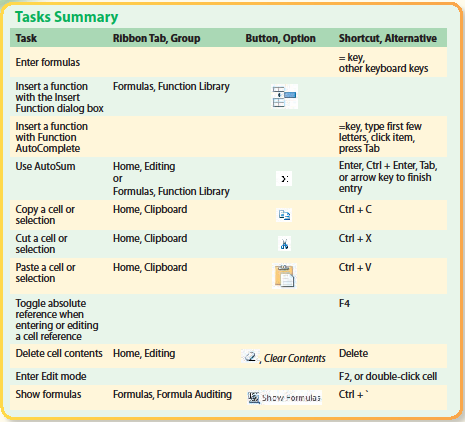 Tasks Summary
Task Ribbon Tab, Group Button, Option Shortcut, Alternative
Enter formulas = key,
other keyboard keys
Insert a function Formulas, Function Library
with the Insert
Function dialog box
Insert a function =key, type first few
with Function letters, click item,
AutoComplete press Tab
Use AutoSum Home, Editing Enter, Ctrl + Enter, Tab,
or or arrow key to finish
Formulas, Function Library entry
Copy a cell or Home, Clipboard Ctrl + C
selection
Cut a cell or Home, Clipboard Ctrl + X
selection
Paste a cell or Home, Clipboard Ctrl + V
selection
Toggle absolute F4
reference when
entering or editing
a cell reference
Delete cell contents Home, Editing , Clear Contents Delete
Enter Edit mode F2, or double-click cell
Show formulas Formulas, Formula Auditing Show Formulas Ctrl + `